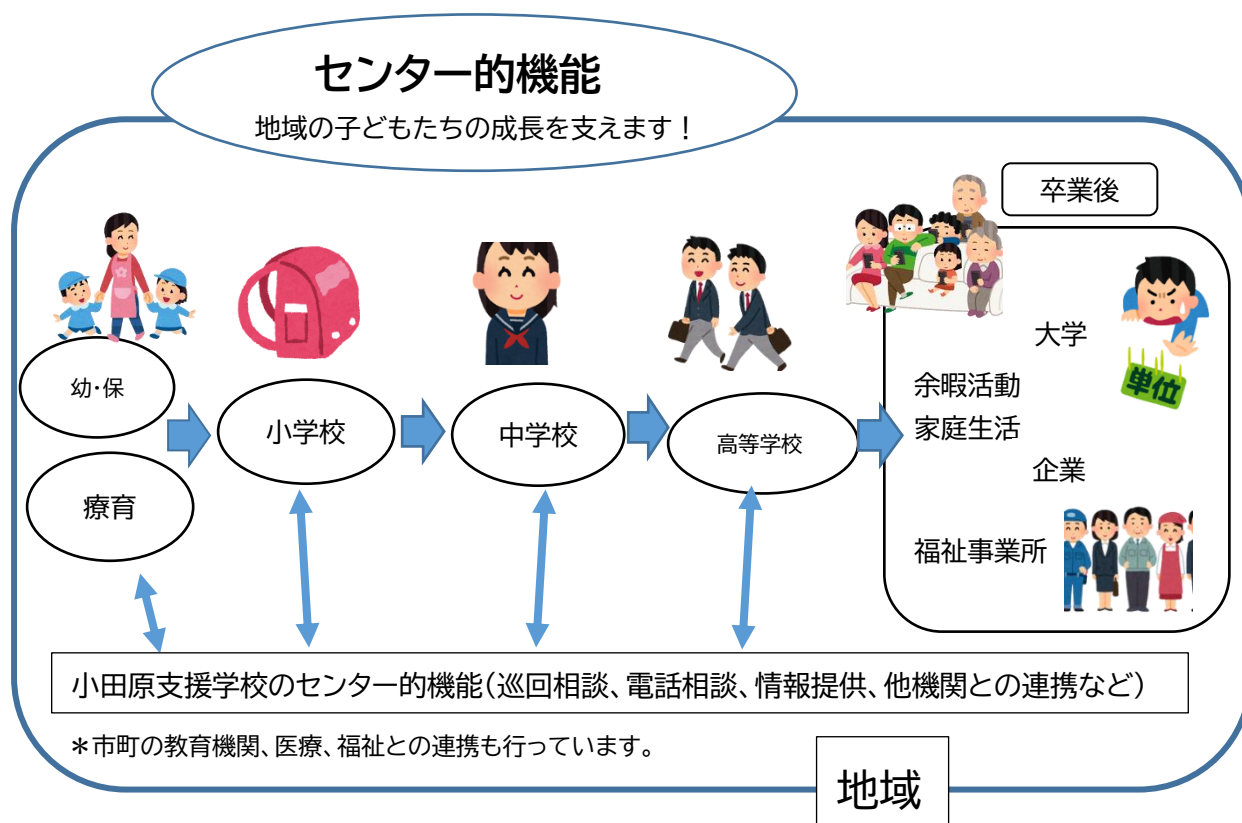 センター的機能
地域の子どもたちの成長を支えます！
卒業後
幼・保
療育
小学校
中学校
高等学校
大学
単位
余暇活動
家庭生活
企業
福祉事業所
小田原支援学校のセンター的機能（巡回相談、電話相談、情報提供、他機関との連携など）
＊市町の教育機関、医療、福祉との連携も行っています。
地域